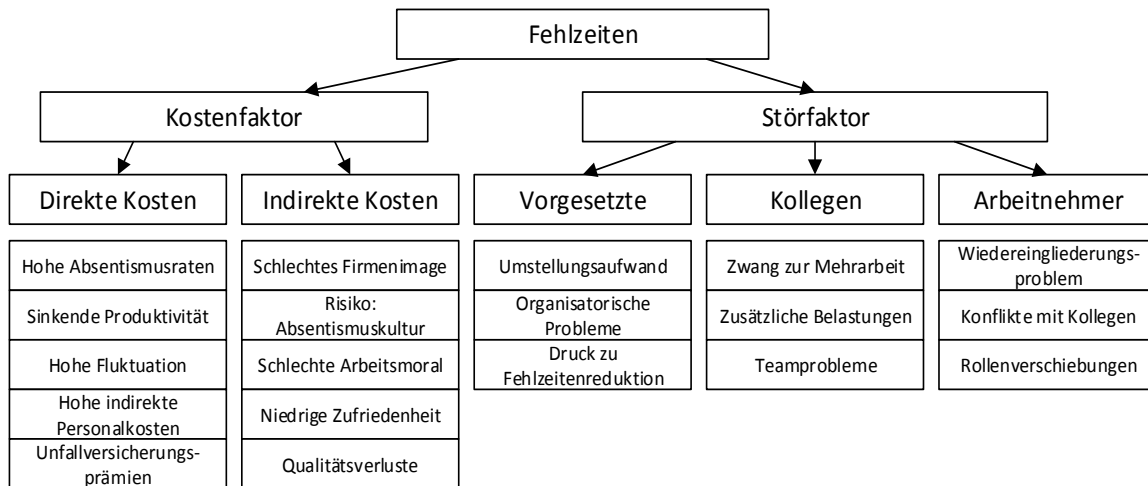 Fehlzeiten
Kostenfaktor
Störfaktor
Direkte Kosten
Indirekte Kosten
Vorgesetzte
Kollegen
Arbeitnehmer
Hohe Absentismusraten
Sinkende Produktivität
Hohe Fluktuation
Hohe indirekte
Personalkosten
Unfallversicherungs-
prämien
Schlechtes Firmenimage
Risiko:
Absentismuskultur
Schlechte Arbeitsmoral
Niedrige Zufriedenheit
Qualitätsverluste
Umstellungsaufwand
Organisatorische
Probleme
Druck zu
Fehlzeitenreduktion
Zwang zur Mehrarbeit
Zusätzliche Belastungen
Teamprobleme
Wiedereingliederungs-
problem
Konflikte mit Kollegen
Rollenverschiebungen